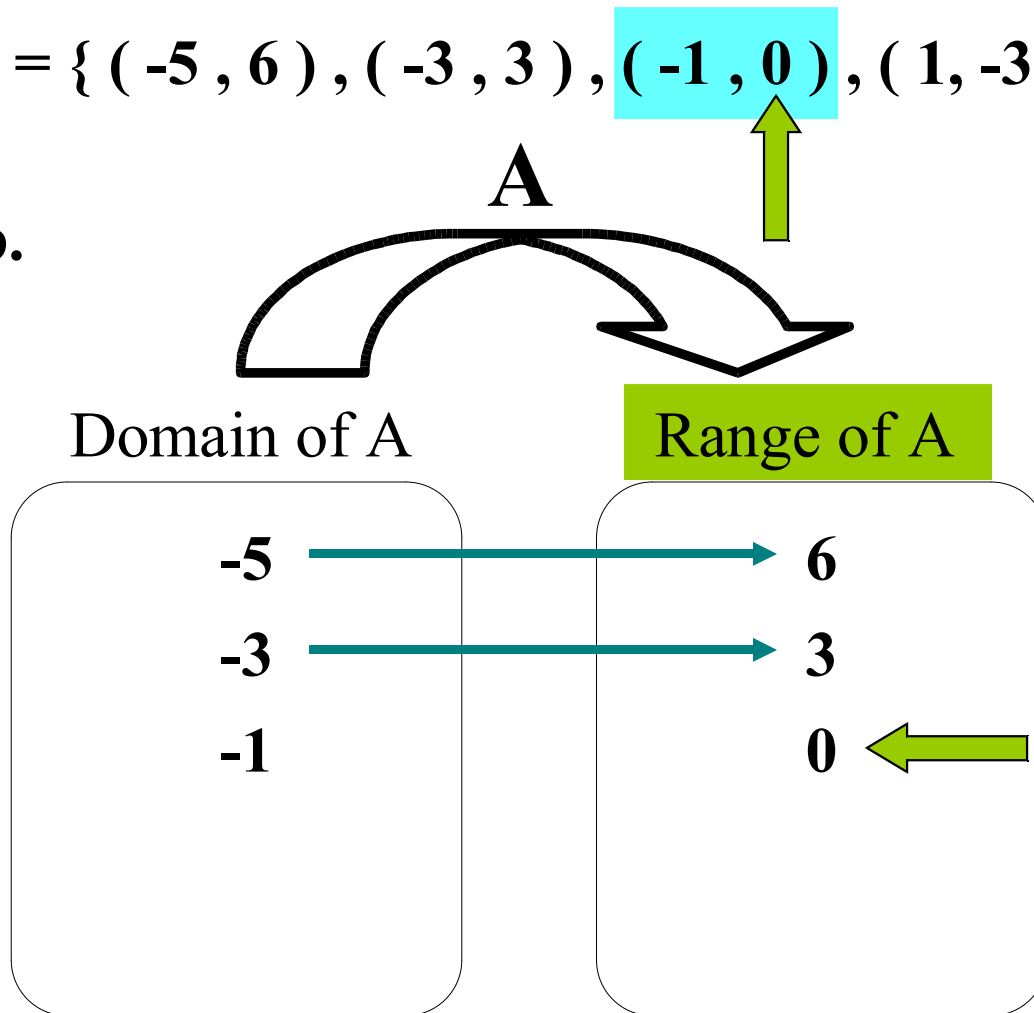 = { ( -5 , 6 ) , ( -3 , 3 ) , ( -1 , 0 ) , ( 1, -3
A
.
Domain of A Range of A
-5 6
-3 3
-1 0